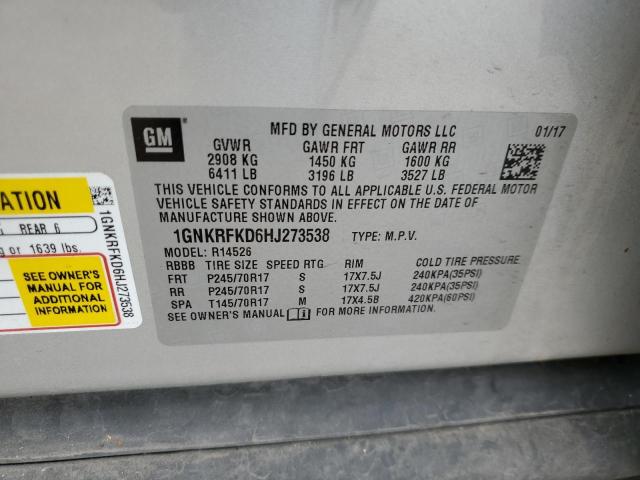 GM
MFD BY GENERAL MOTORS LLC 01/17
GVWR GAWR FRT GAWR RR
2908 KG 1450 KG 1600 KG
6411 LB 3196 LB 3527 LB
THIS VEHICLE CONFORMS TO ALL APPLICABLE U.S. FEDERAL MOTOR
VEHICLE SAFETY STANDARDS IN EFFECT ON THE DATE OF
MANUFACTURE SHOWN ABOVE.
1GNKRFKD6HJ273538 TYPE: M.P.V.
MODEL: R14526
RBBB TIRE SIZE SPEED RTG RIM COLD TIRE PRESSURE
FRT P245/70R17 S 17X7.5J 240KPA(35PSI)
RR P245/70R17 S 17X7.5J 240KPA(35PSI)
SPA T145/70R17 M 17X4.5B 420KPA(60PSI)
SEE OWNER'S MANUAL FOR MORE INFORMATION.
ATION
REAR 6
or 1639 lbs.
SEE OWNER'S
MANUAL FOR
ADDITIONAL
INFORMATION
1GNKRFKD6HJ273538